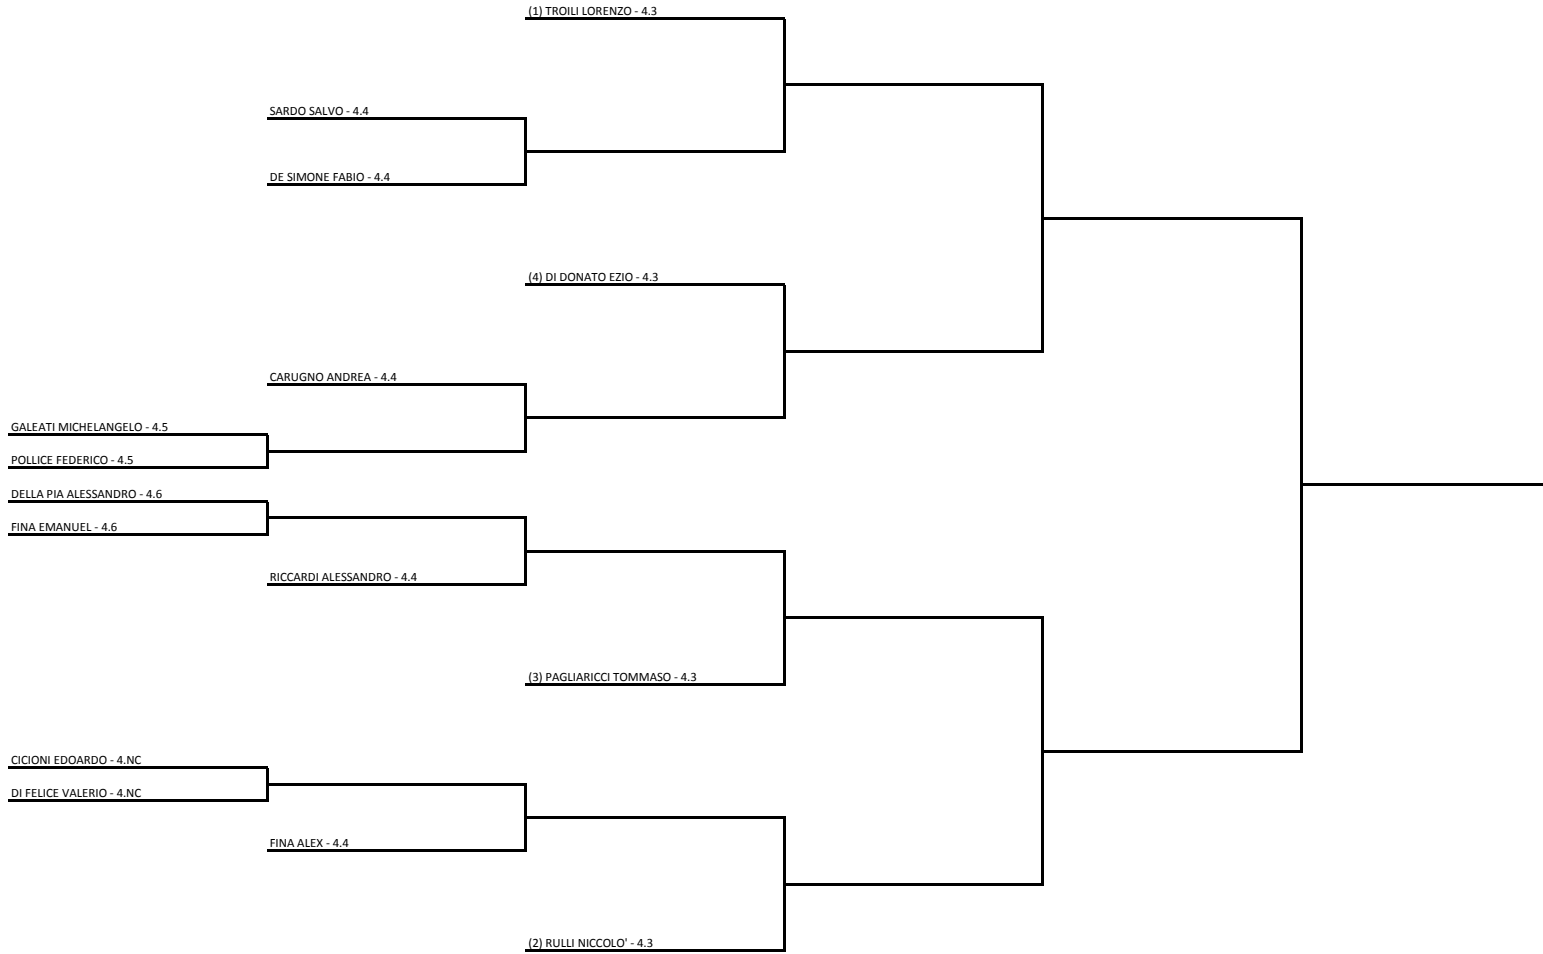 (1) TROILI LORENZO - 4.3
SARDO SALVO - 4.4
DE SIMONE FABIO - 4.4
(4) DI DONATO EZIO - 4.3
CARUGNO ANDREA - 4.4
GALEATI MICHELANGELO - 4.5
POLLICE FEDERICO - 4.5
DELLA PIA ALESSANDRO - 4.6
FINA EMANUEL - 4.6
RICCARDI ALESSANDRO - 4.4
(3) PAGLIARICCI TOMMASO - 4.3
CICIONI EDOARDO - 4.NC
DI FELICE VALERIO - 4.NC
FINA ALEX - 4.4
(2) RULLI NICCOLO' - 4.3